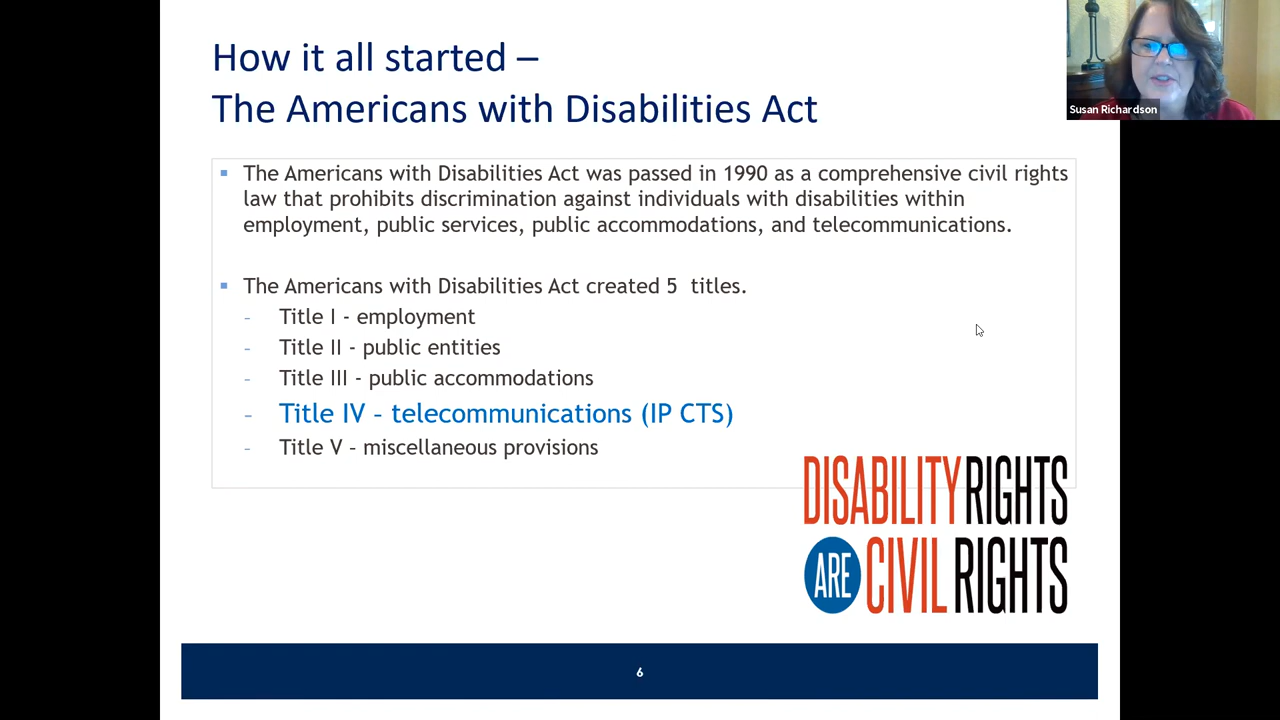 How it all started –
The Americans with Disabilities Act
Susan Richardson
▪ The Americans with Disabilities Act was passed in 1990 as a comprehensive civil rights
law that prohibits discrimination against individuals with disabilities within
employment, public services, public accommodations, and telecommunications.
▪ The Americans with Disabilities Act created 5  titles.
- Title I - employment
- Title II - public entities
- Title III - public accommodations
- Title IV – telecommunications (IP CTS)
- Title V – miscellaneous provisions
DISABILITY RIGHTS
ARE CIVIL RIGHTS
6